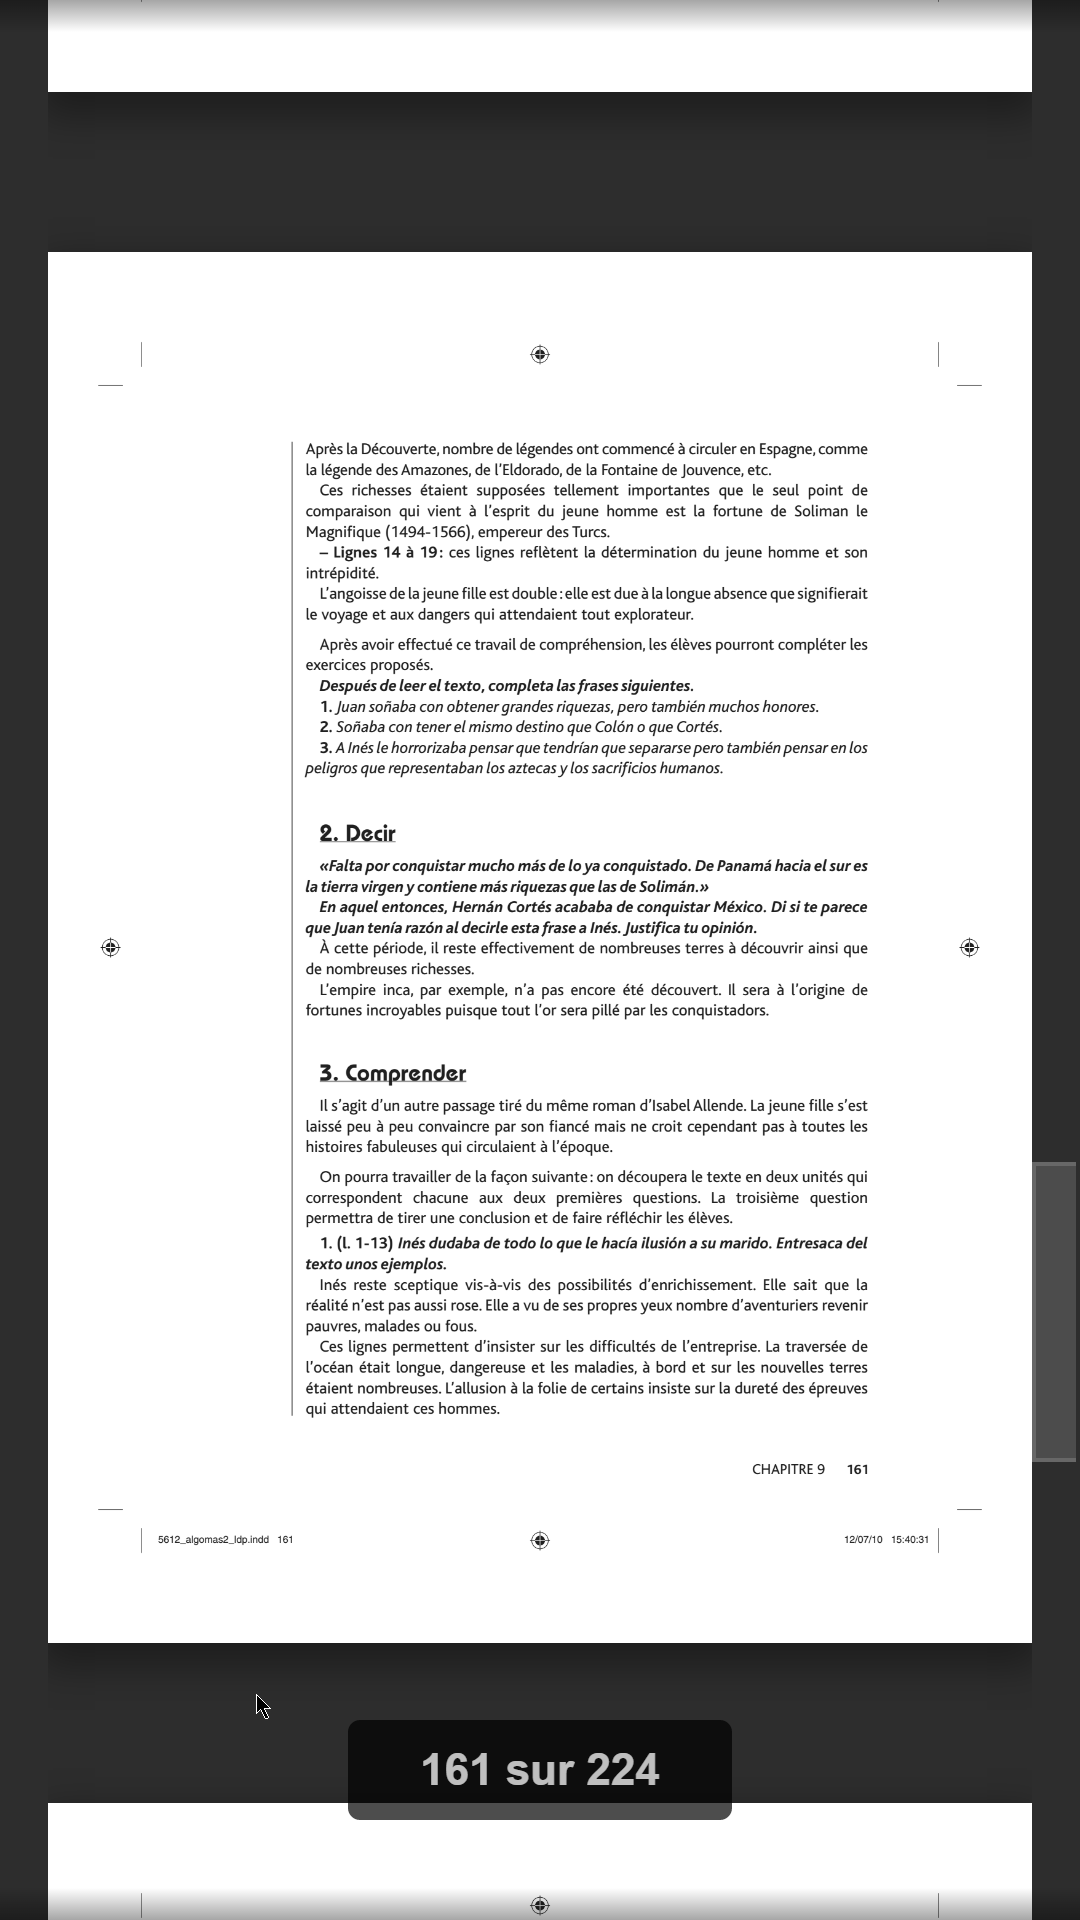 Après la Découverte, nombre de légendes ont commencé à circuler en Espagne, comme
la légende des Amazones, de l’Eldorado, de la Fontaine de Jouvence, etc.
Ces richesses étaient supposées tellement importantes que le seul point de
comparaison qui vient à l’esprit du jeune homme est la fortune de Soliman le
Magnifique (1494-1566), empereur des Turcs.
– Lignes 14 à 19 : ces lignes reflètent la détermination du jeune homme et son
intrépidité.
L’angoisse de la jeune fille est double : elle est due à la longue absence que signifierait
le voyage et aux dangers qui attendaient tout explorateur.
Après avoir effectué ce travail de compréhension, les élèves pourront compléter les
exercices proposés.
Después de leer el texto, completa las frases siguientes.
1. Juan soñaba con obtener grandes riquezas, pero también muchos honores.
2. Soñaba con tener el mismo destino que Colón o que Cortés.
3. A Inés le horrorizaba pensar que tendrían que separarse pero también pensar en los
peligros que representaban los aztecas y los sacrificios humanos.
2. Decir
«Falta por conquistar mucho más de lo ya conquistado. De Panamá hacia el sur es
la tierra virgen y contiene más riquezas que las de Solimán.»
En aquel entonces, Hernán Cortés acababa de conquistar México. Di si te parece
que Juan tenía razón al decirle esta frase a Inés. Justifica tu opinión.
À cette période, il reste effectivement de nombreuses terres à découvrir ainsi que
de nombreuses richesses.
L’empire inca, par exemple, n’a pas encore été découvert. Il sera à l’origine de
fortunes incroyables puisque tout l’or sera pillé par les conquistadors.
3. Comprender
Il s’agit d’un autre passage tiré du même roman d’Isabel Allende. La jeune fille s’est
laissé peu à peu convaincre par son fiancé mais ne croit cependant pas à toutes les
histoires fabuleuses qui circulaient à l’époque.
On pourra travailler de la façon suivante : on découpera le texte en deux unités qui
correspondent chacune aux deux premières questions. La troisième question
permettra de tirer une conclusion et de faire réfléchir les élèves.
1. (l. 1-13) Inés dudaba de todo lo que le hacía ilusión a su marido. Entresaca del
texto unos ejemplos.
Inés reste sceptique vis-à-vis des possibilités d’enrichissement. Elle sait que la
réalité n’est pas aussi rose. Elle a vu de ses propres yeux nombre d’aventuriers revenir
pauvres, malades ou fous.
Ces lignes permettent d’insister sur les difficultés de l’entreprise. La traversée de
l’océan était longue, dangereuse et les maladies, à bord et sur les nouvelles terres
étaient nombreuses. L’allusion à la folie de certains insiste sur la dureté des épreuves
qui attendaient ces hommes.
CHAPITRE 9 161
5612_algomas2_ldp.indd 161 12/07/10 15:40:31
161 sur 224